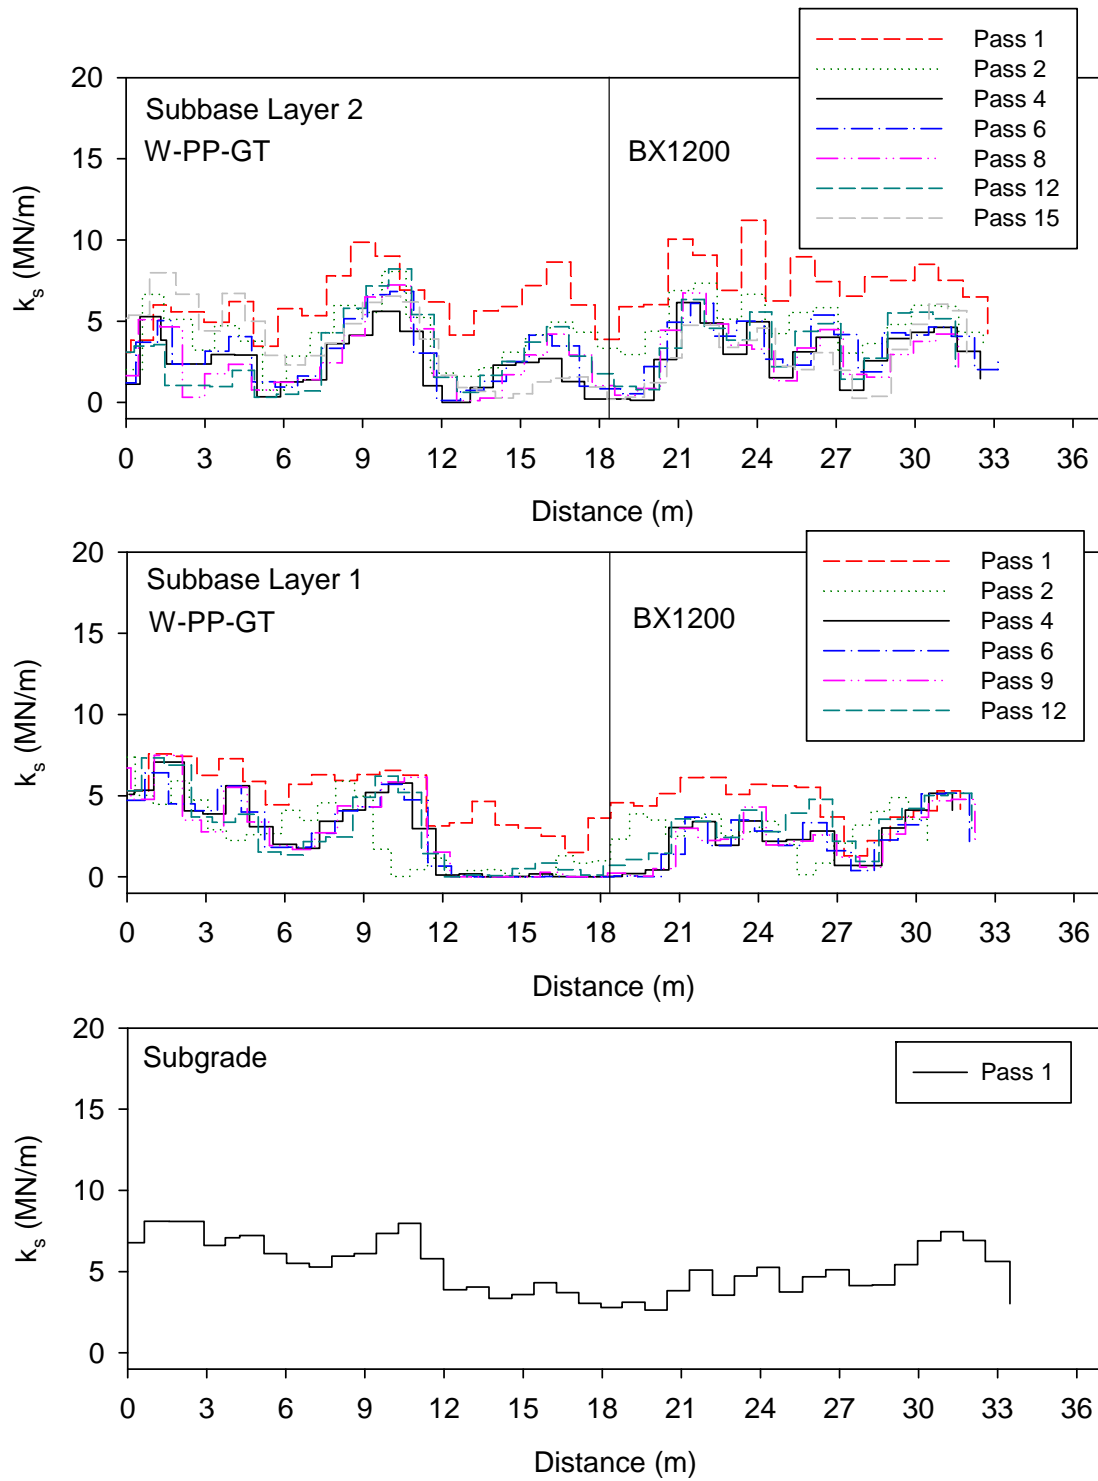 Pass 1
Pass 2
Pass 4
Pass 6
Pass 8
Pass 12
Pass 15
Subbase Layer 2
W-PP-GT
BX1200
20
15
10
5
0
k_s (MN/m)
0 3 6 9 12 15 18 21 24 27 30 33 36
Distance (m)
Pass 1
Pass 2
Pass 4
Pass 6
Pass 9
Pass 12
Subbase Layer 1
W-PP-GT
BX1200
20
15
10
5
0
k_s (MN/m)
0 3 6 9 12 15 18 21 24 27 30 33 36
Distance (m)
Subgrade
Pass 1
20
15
10
5
0
k_s (MN/m)
0 3 6 9 12 15 18 21 24 27 30 33 36
Distance (m)